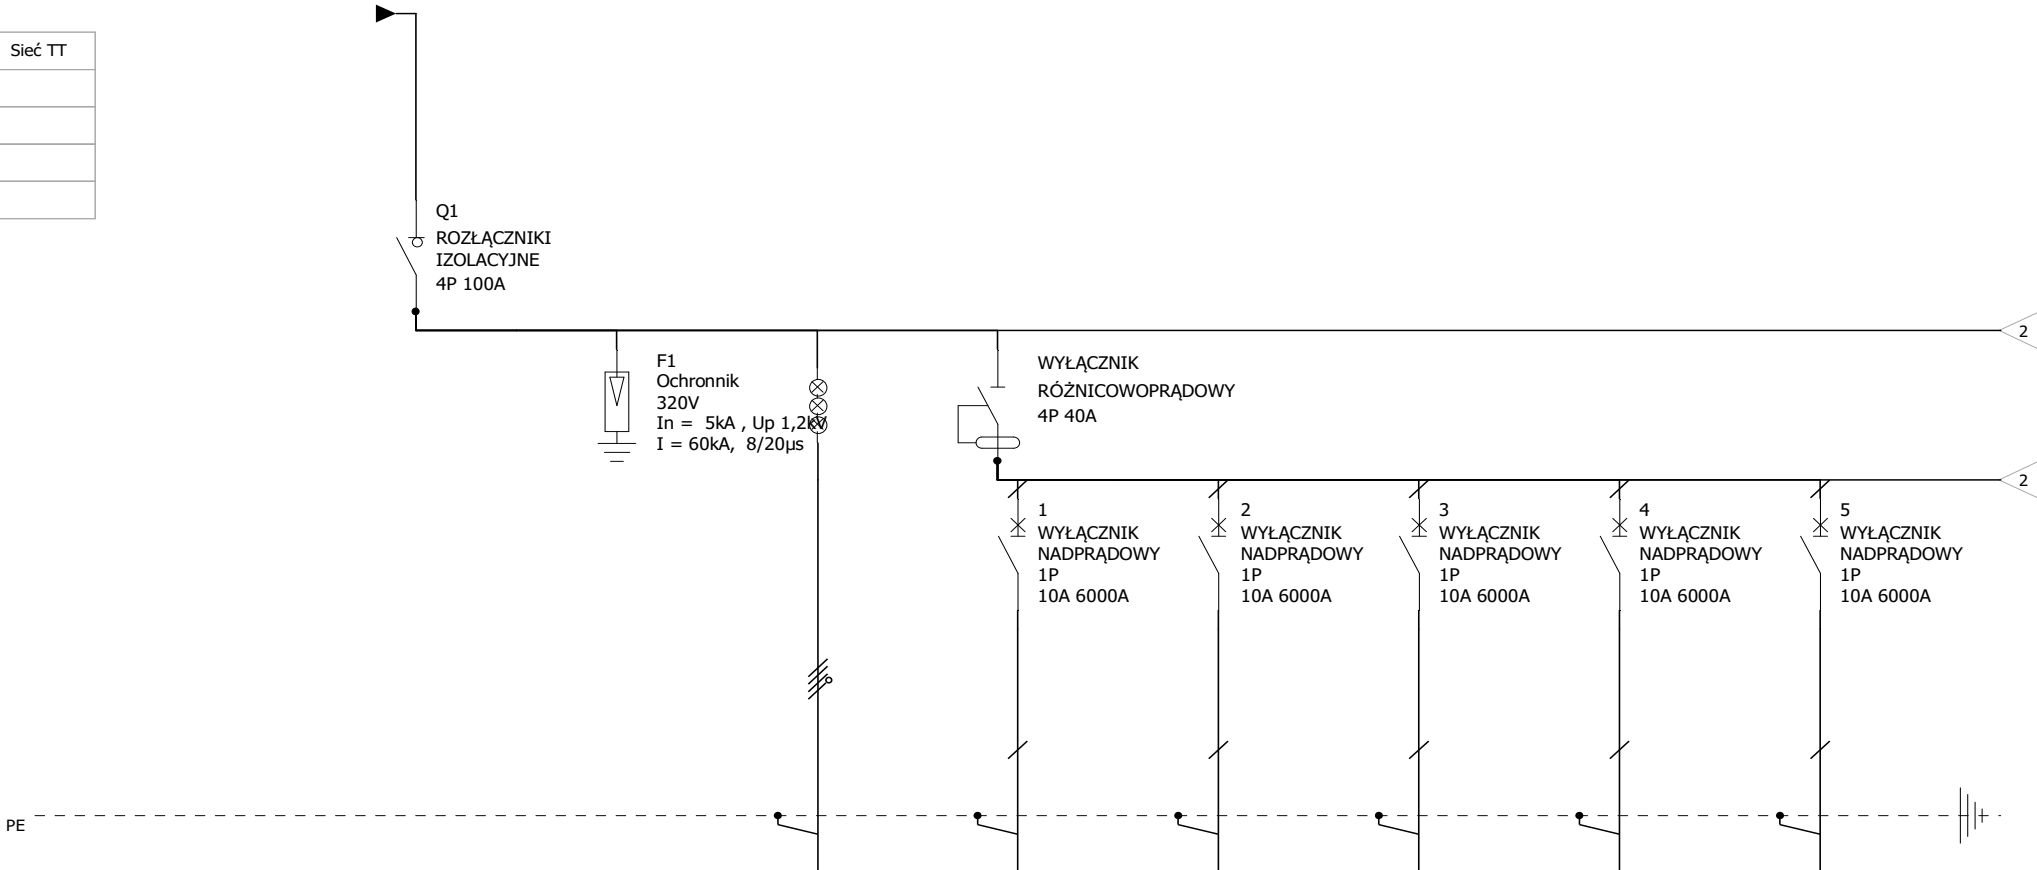 Sieć TT
Q1
ROZŁĄCZNIKI
IZOLACYJNE
4P 100A
2
F1
Ochronnik
320V
In =  5kA , Up 1,2kV
I = 60kA,  8/20µs
WYŁĄCZNIK
RÓŻNICOWOPRĄDOWY
4P 40A
2
1
WYŁĄCZNIK
NADPRĄDOWY
1P
10A 6000A
2
WYŁĄCZNIK
NADPRĄDOWY
1P
10A 6000A
3
WYŁĄCZNIK
NADPRĄDOWY
1P
10A 6000A
4
WYŁĄCZNIK
NADPRĄDOWY
1P
10A 6000A
5
WYŁĄCZNIK
NADPRĄDOWY
1P
10A 6000A
PE